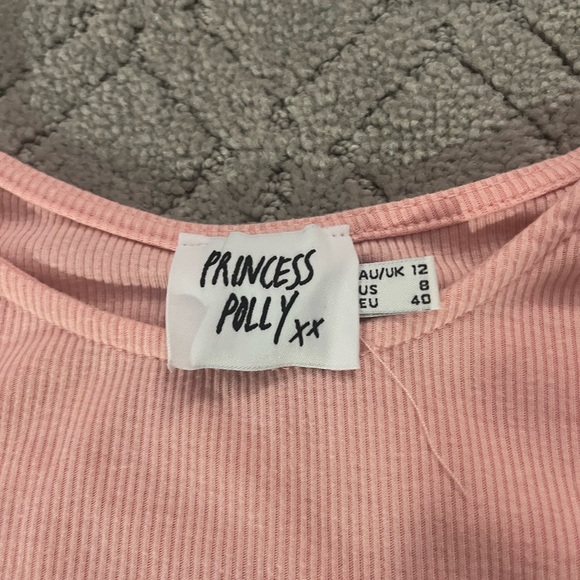 PRINCESS
POLLY xx
AU/UK 12
US 8
EU 40